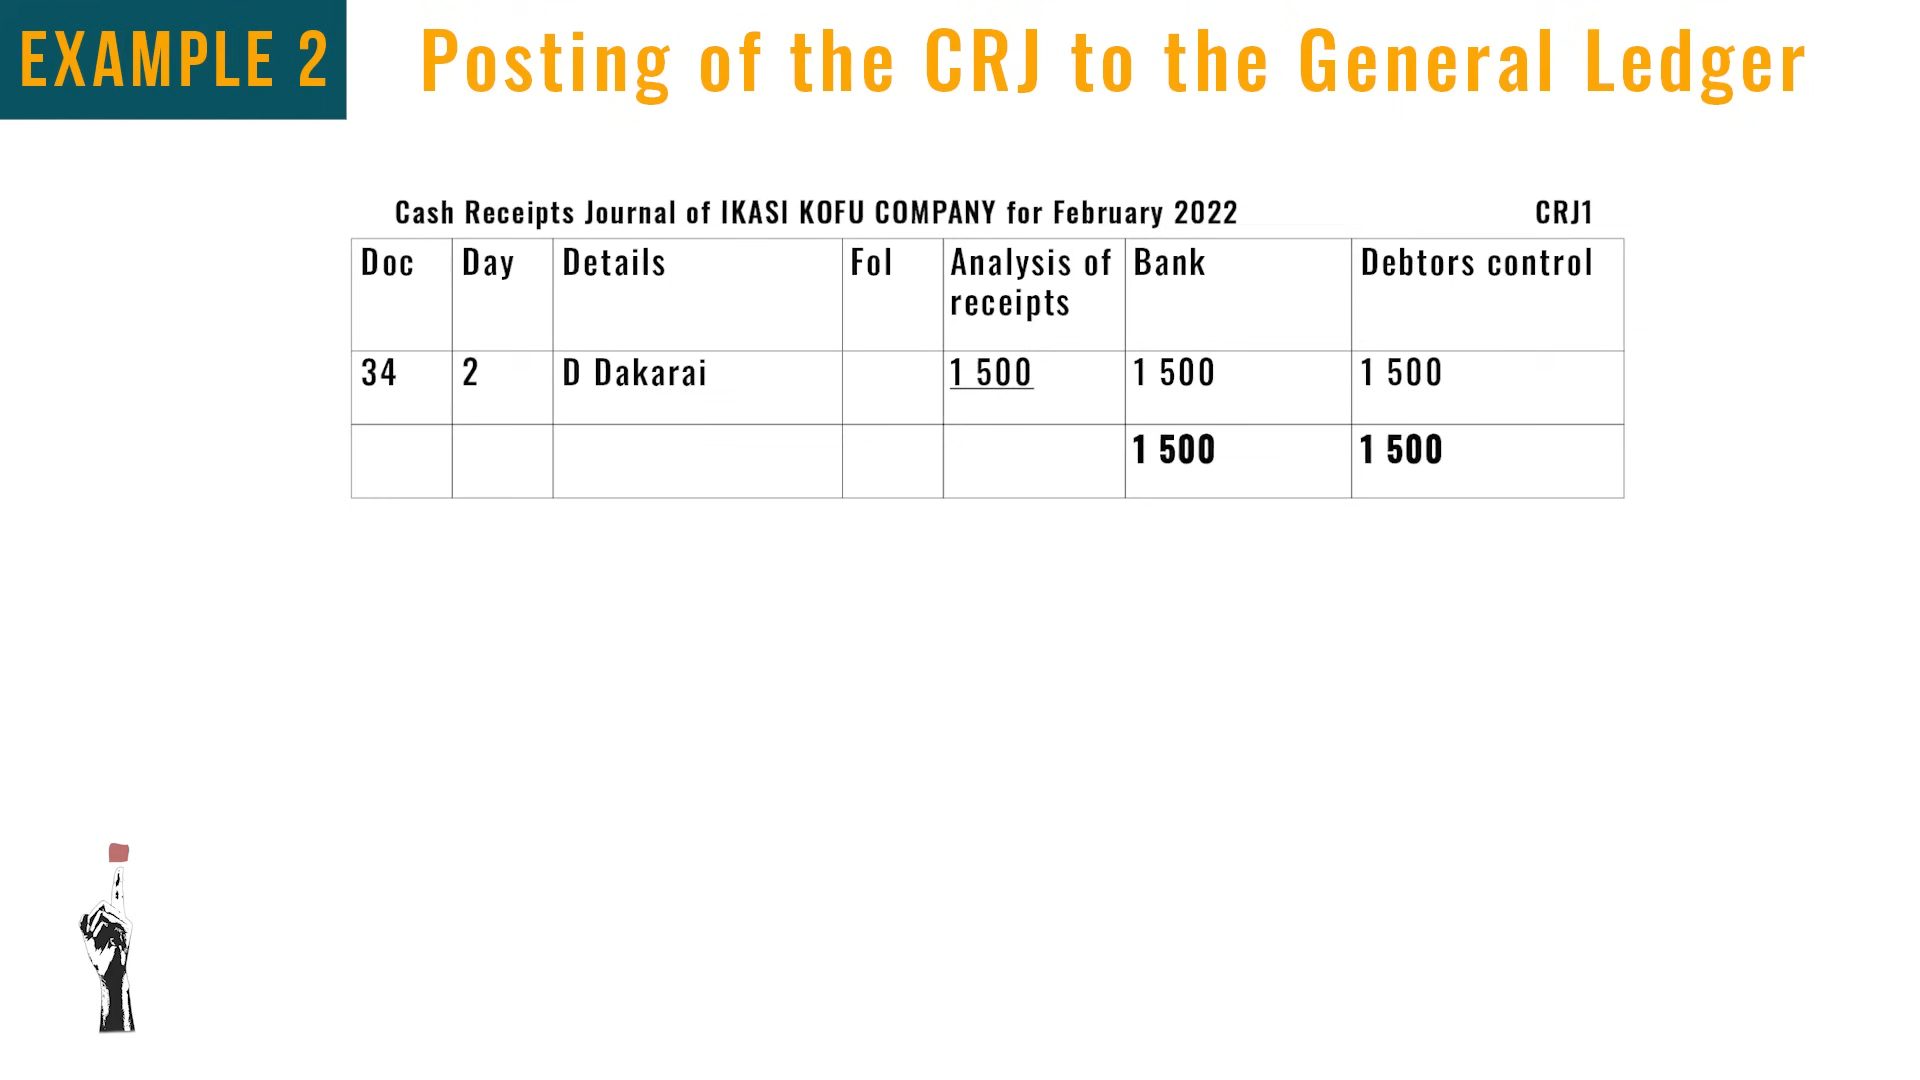 EXAMPLE 2
Posting of the CRJ to the General Ledger
Cash Receipts Journal of IKASI KOFU COMPANY for February 2022 CRJ1
Doc Day Details Fol Analysis of receipts Bank Debtors control
34 2 D Dakarai 1 500 1 500 1 500
1 500 1 500